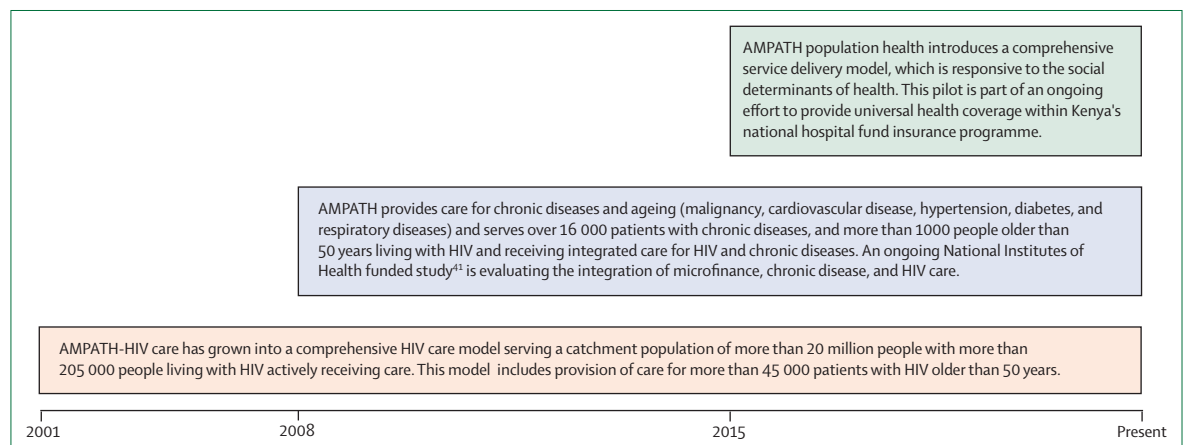 AMPATH population health introduces a comprehensive
service delivery model, which is responsive to the social
determinants of health. This pilot is part of an ongoing
effort to provide universal health coverage within Kenya's
national hospital fund insurance programme.
AMPATH provides care for chronic diseases and ageing (malignancy, cardiovascular disease, hypertension, diabetes, and
respiratory diseases) and serves over 16 000 patients with chronic diseases, and more than 1000 people older than
50 years living with HIV and receiving integrated care for HIV and chronic diseases. An ongoing National Institutes of
Health funded study⁴¹ is evaluating the integration of microfinance, chronic disease, and HIV care.
AMPATH-HIV care has grown into a comprehensive HIV care model serving a catchment population of more than 20 million people with more than
205 000 people living with HIV actively receiving care. This model includes provision of care for more than 45 000 patients with HIV older than 50 years.
2001 2008 2015 Present